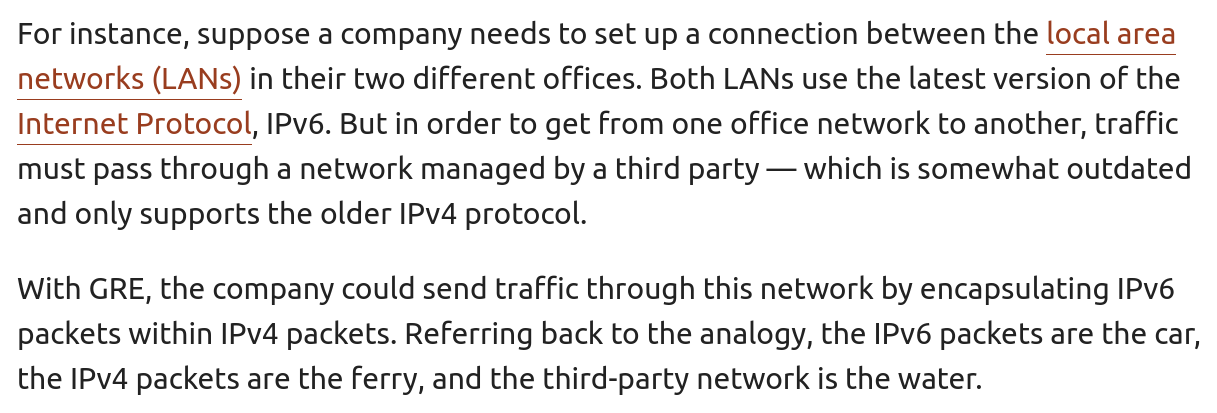 For instance, suppose a company needs to set up a connection between the local area
networks (LANs) in their two different offices. Both LANs use the latest version of the
Internet Protocol, IPv6. But in order to get from one office network to another, traffic
must pass through a network managed by a third party — which is somewhat outdated
and only supports the older IPv4 protocol.
With GRE, the company could send traffic through this network by encapsulating IPv6
packets within IPv4 packets. Referring back to the analogy, the IPv6 packets are the car,
the IPv4 packets are the ferry, and the third-party network is the water.